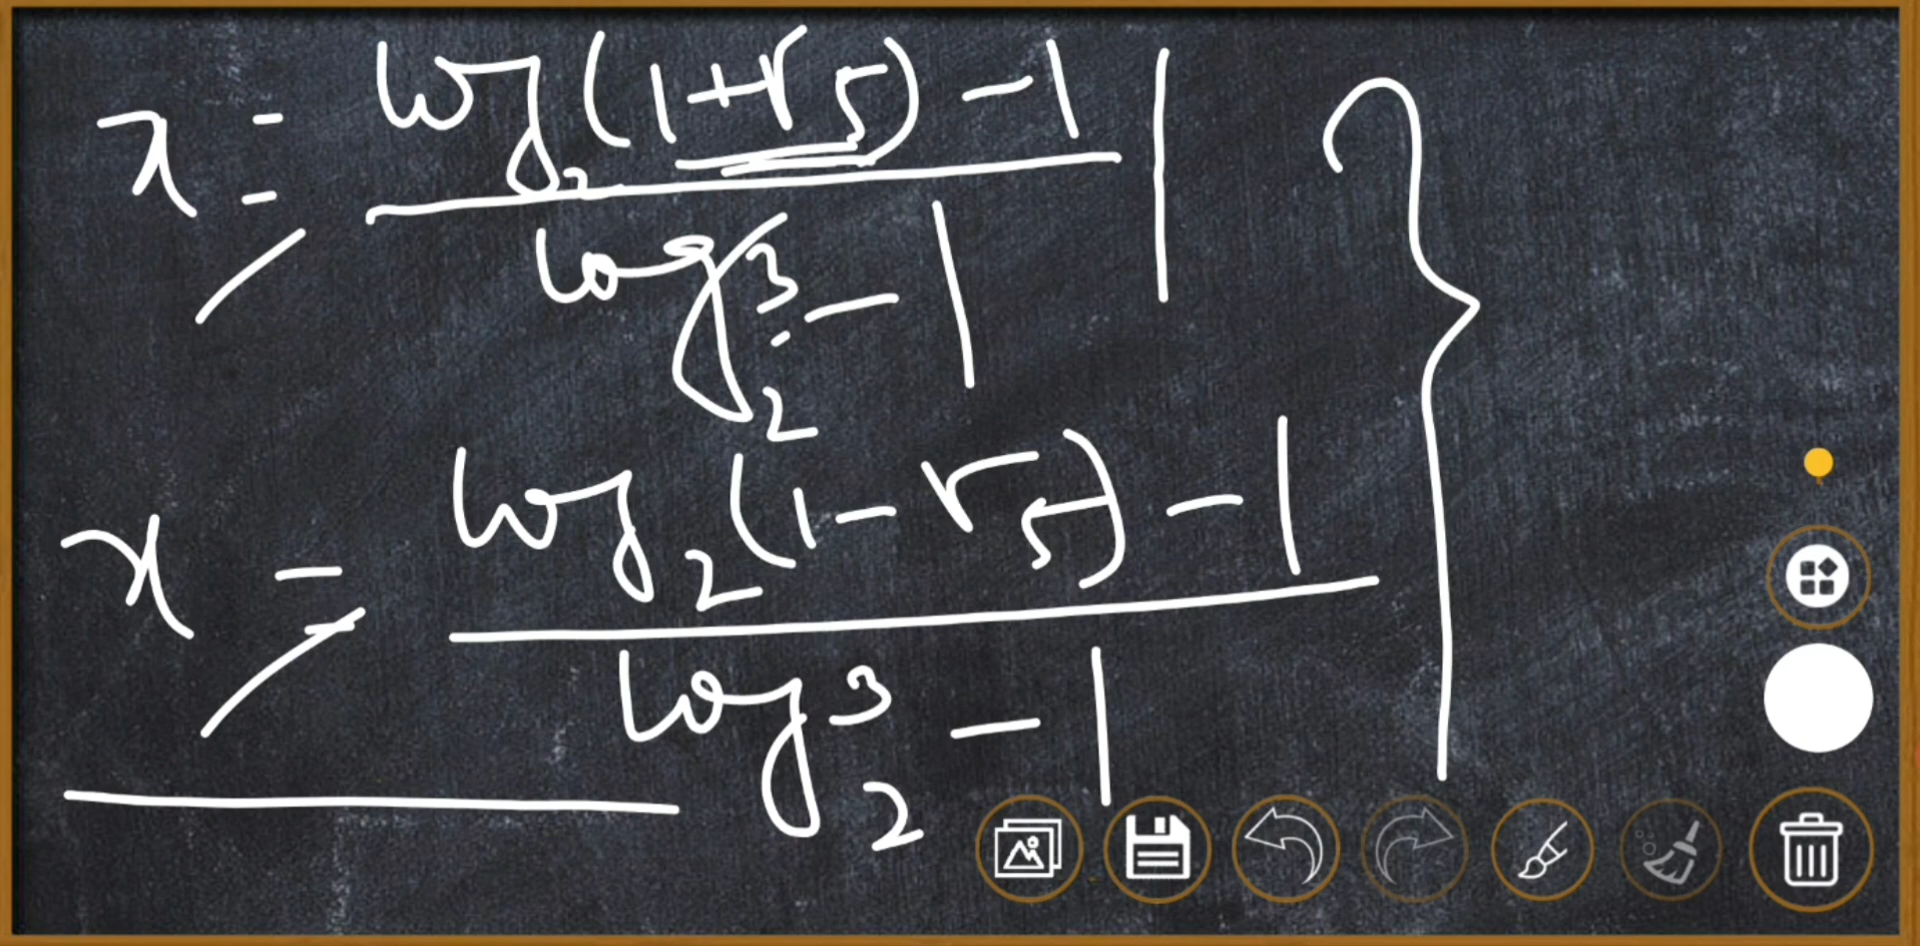 x = log₂(1+√5) - 1
log₂3 - 1
x = log₂(1-√5) - 1
log₂3 - 1